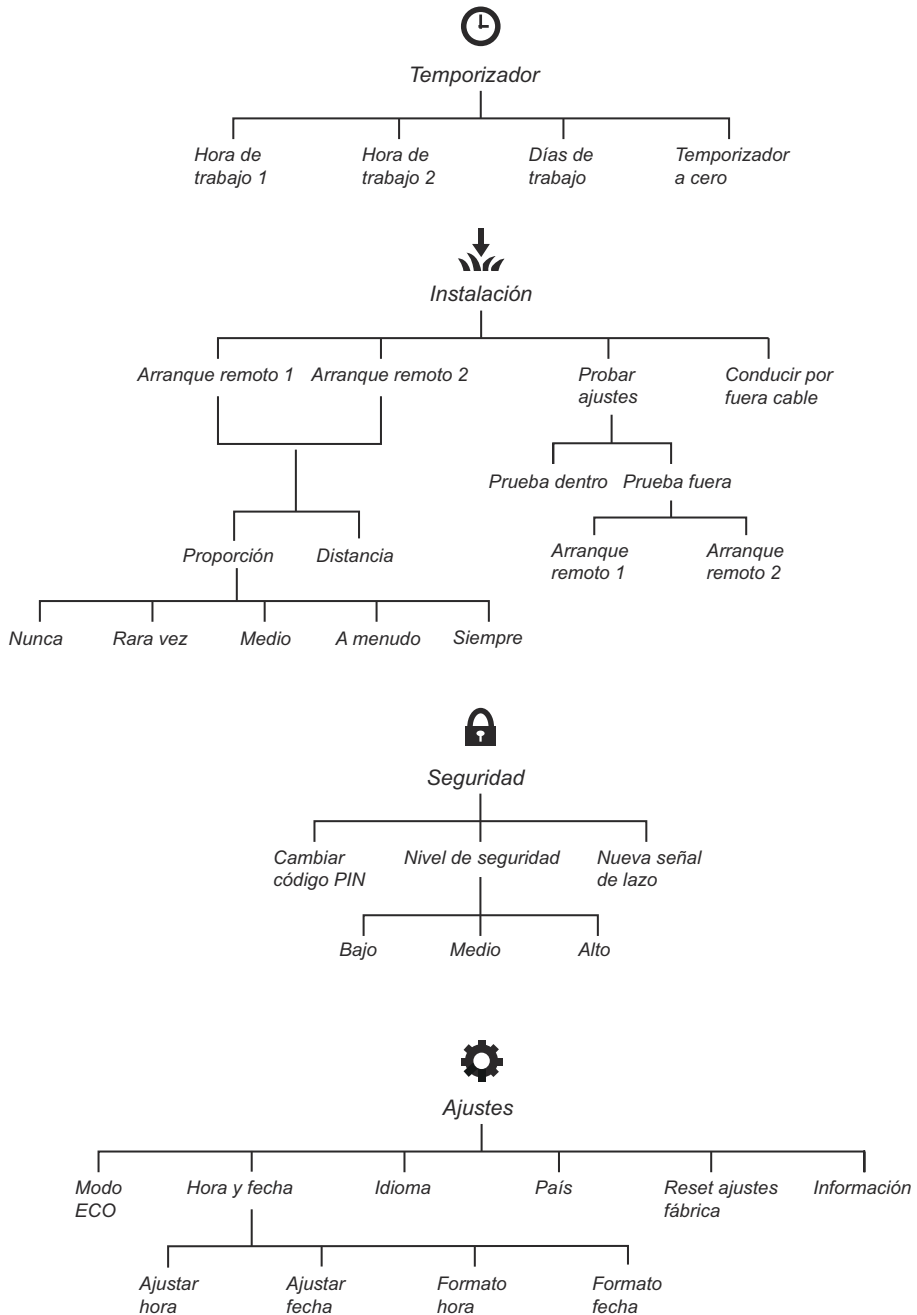 Temporizador
Hora de
trabajo 1
Hora de
trabajo 2
Días de
trabajo
Temporizador
a cero
Instalación
Arranque remoto 1
Arranque remoto 2
Probar
ajustes
Conducir por
fuera cable
Prueba dentro
Prueba fuera
Proporción
Distancia
Arranque
remoto 1
Arranque
remoto 2
Nunca
Rara vez
Medio
A menudo
Siempre
Seguridad
Cambiar
código PIN
Nivel de seguridad
Nueva señal
de lazo
Bajo
Medio
Alto
Ajustes
Modo
ECO
Hora y fecha
Idioma
País
Reset ajustes
fábrica
Información
Ajustar
hora
Ajustar
fecha
Formato
hora
Formato
fecha